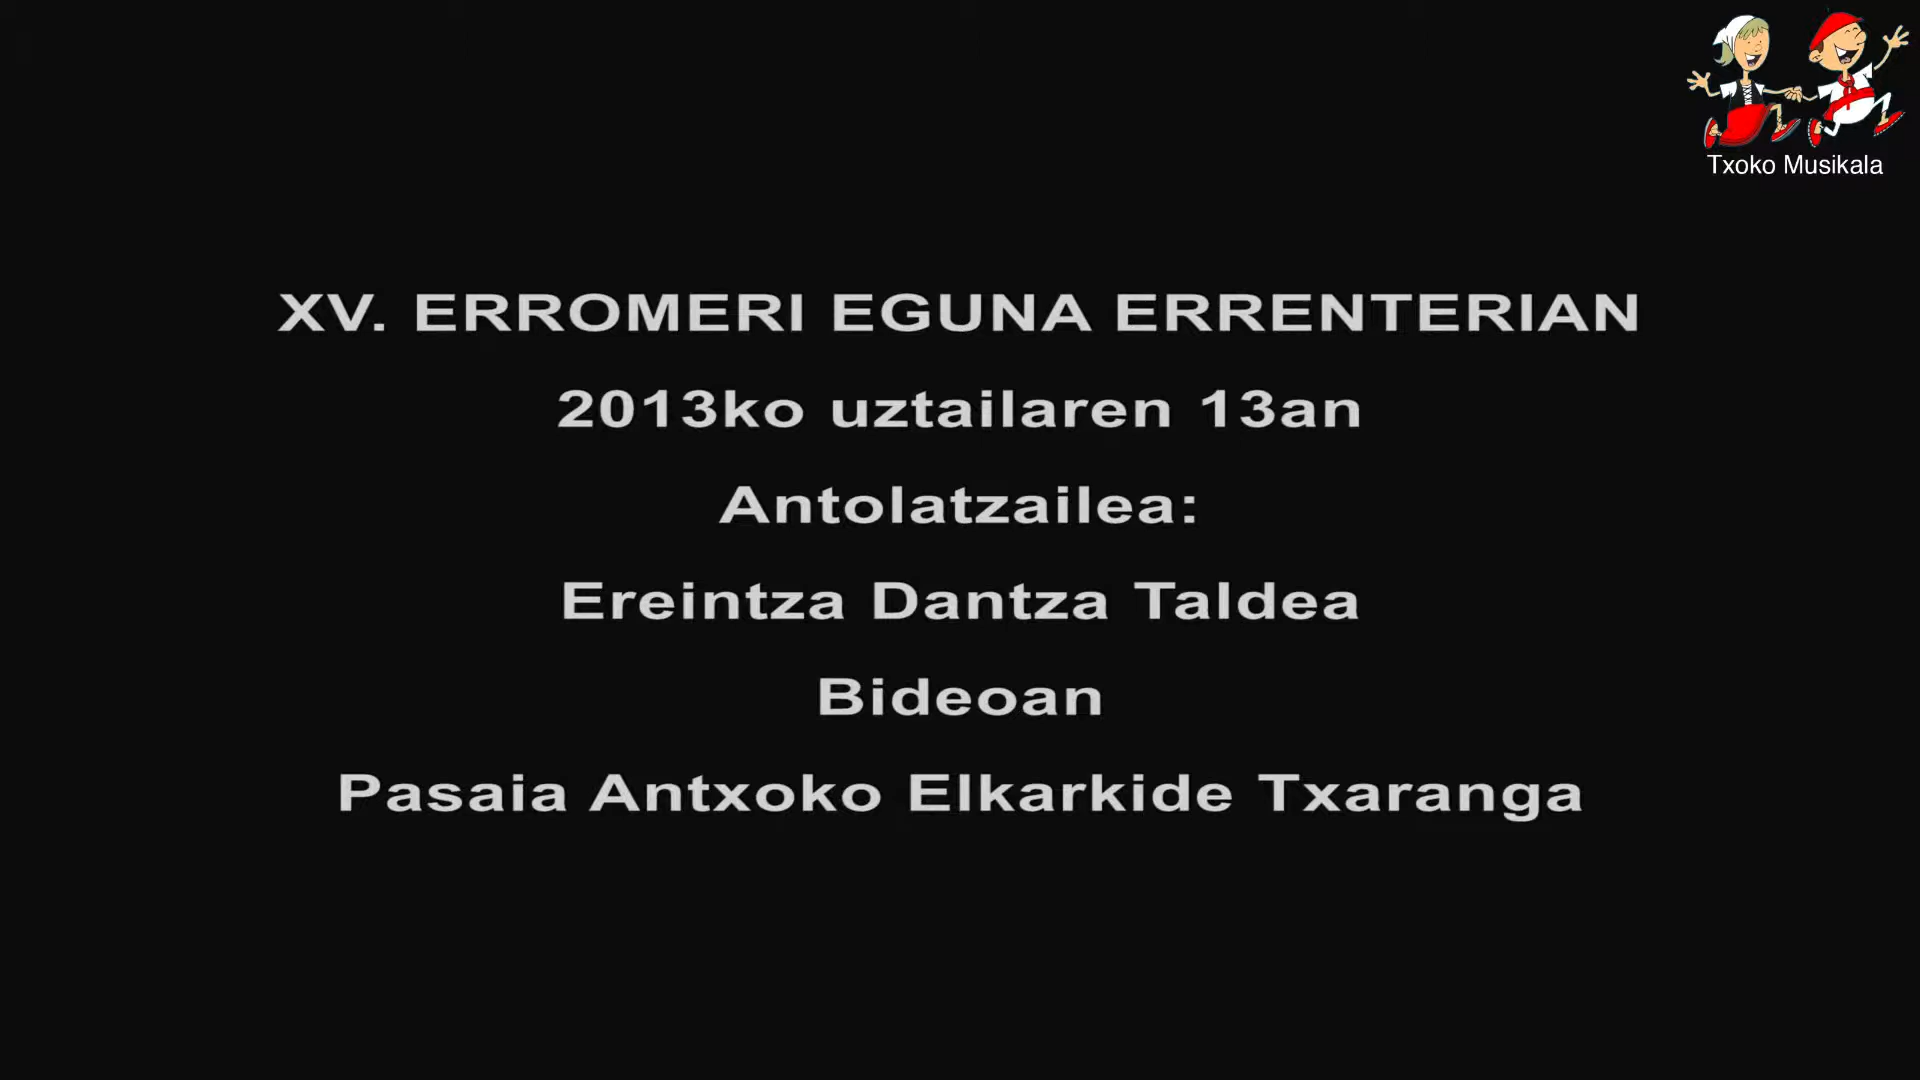 Txoko Musikala
XV. ERROMERI EGUNA ERRENTERIAN
2013ko uztailaren 13an
Antolatzailea:
Ereintza Dantza Taldea
Bideoan
Pasaia Antxoko Elkarkide Txaranga